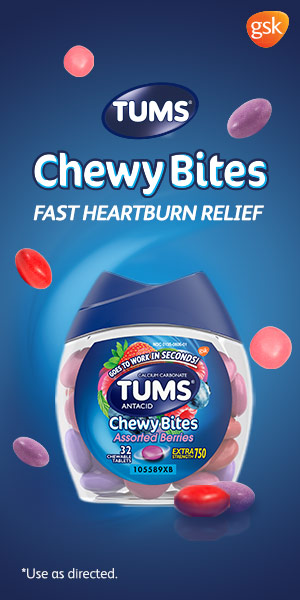 gsk
TUMS®
Chewy Bites
FAST HEARTBURN RELIEF
GOES TO WORK IN SECONDS!
CALCIUM CARBONATE
TUMS®
ANTACID
Chewy Bites
Assorted Berries
32
CHEWABLE
TABLETS
EXTRA
STRENGTH 750
105589XB
*Use as directed.